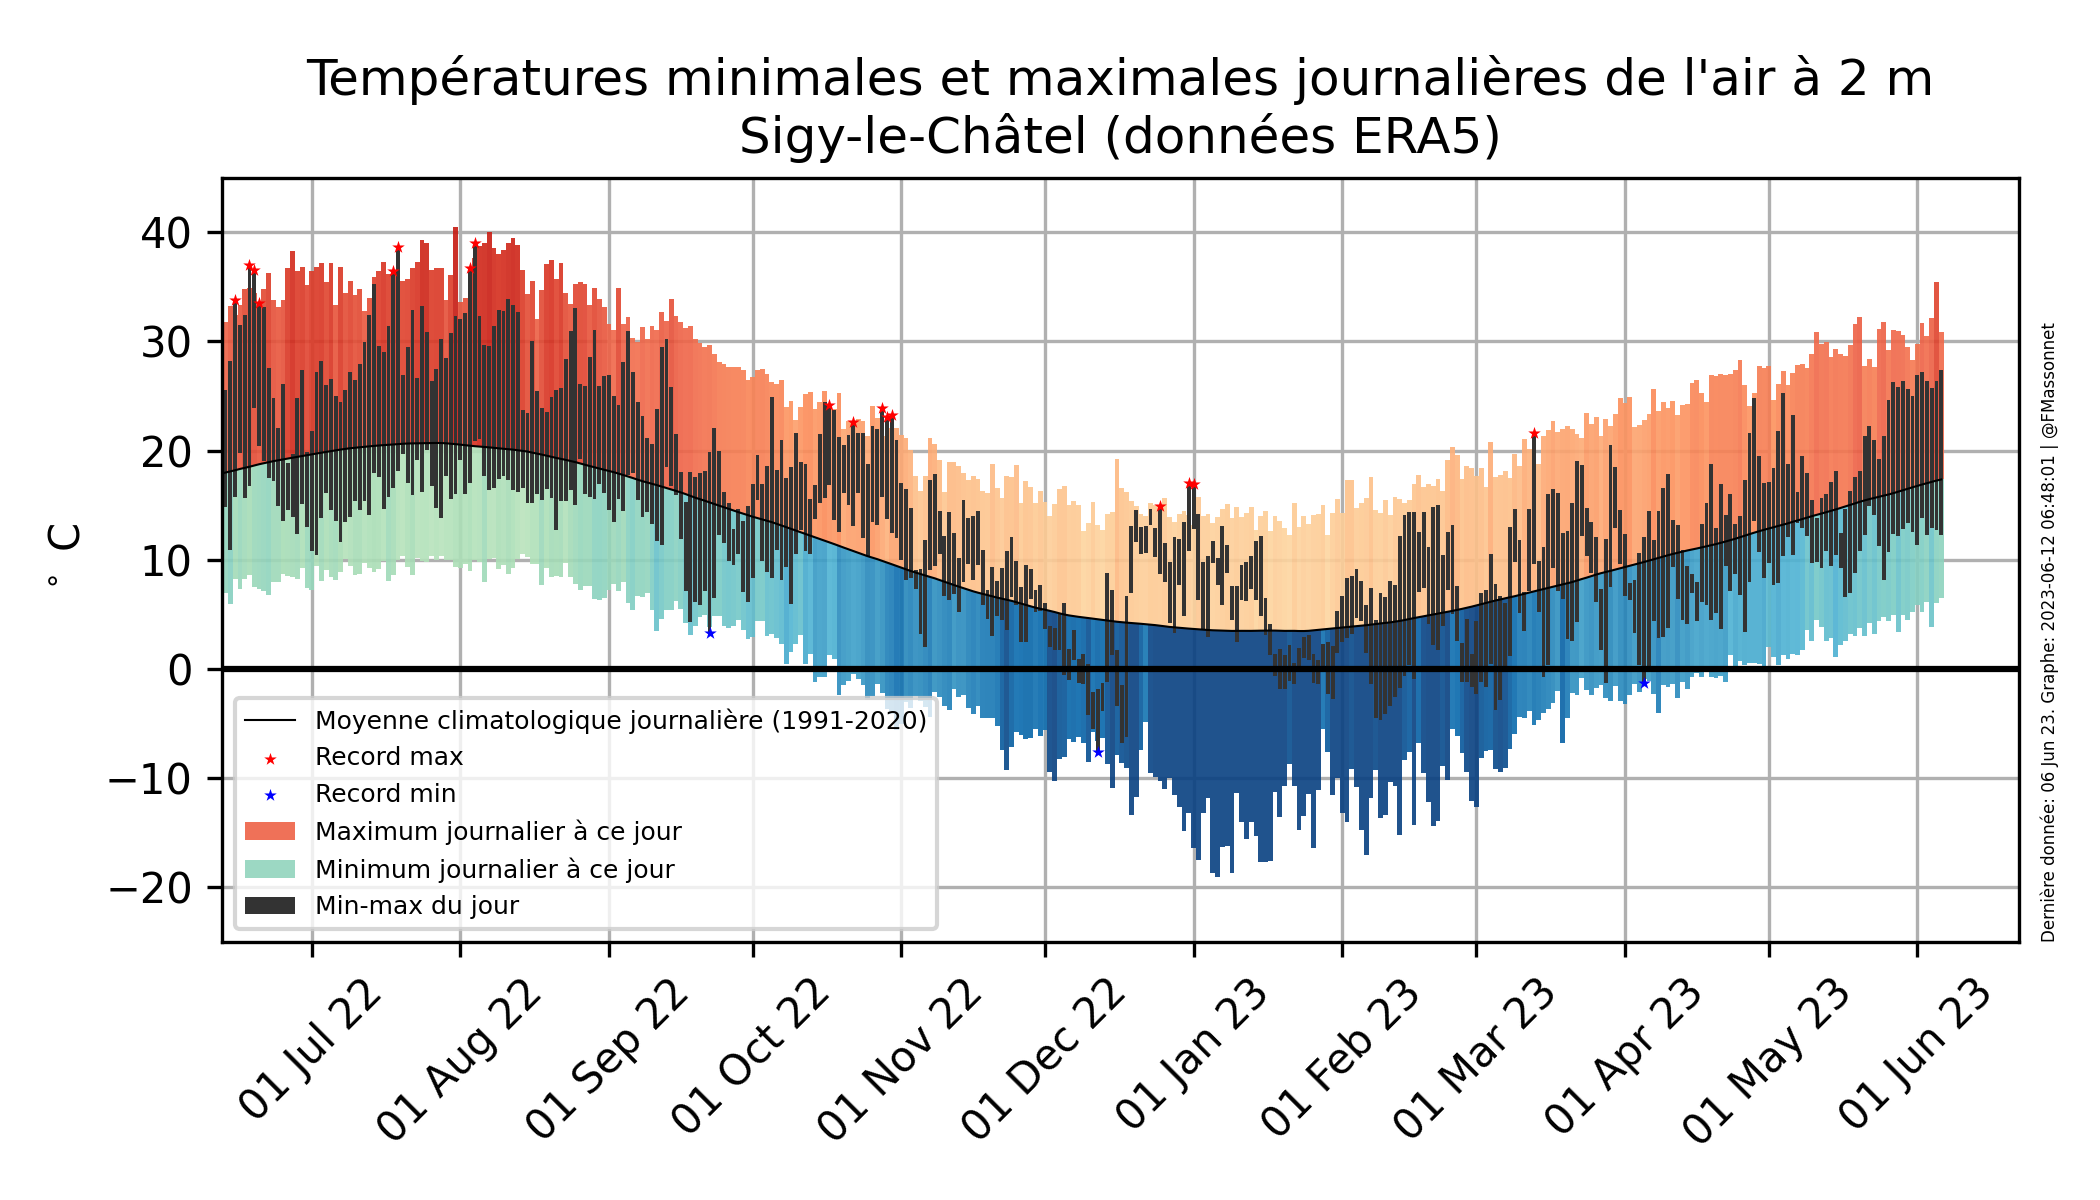 Températures minimales et maximales journalières de l'air à 2 m
Sigy-le-Châtel (données ERA5)
° C
40
30
20
10
0
−10
−20
Moyenne climatologique journalière (1991-2020)
Record max
Record min
Maximum journalier à ce jour
Minimum journalier à ce jour
Min-max du jour
01 Jul 22
01 Aug 22
01 Sep 22
01 Oct 22
01 Nov 22
01 Dec 22
01 Jan 23
01 Feb 23
01 Mar 23
01 Apr 23
01 May 23
01 Jun 23
Dernière donnée: 06 Jun 23. Graphe: 2023-06-12 06:48:01 | @FMassonnet